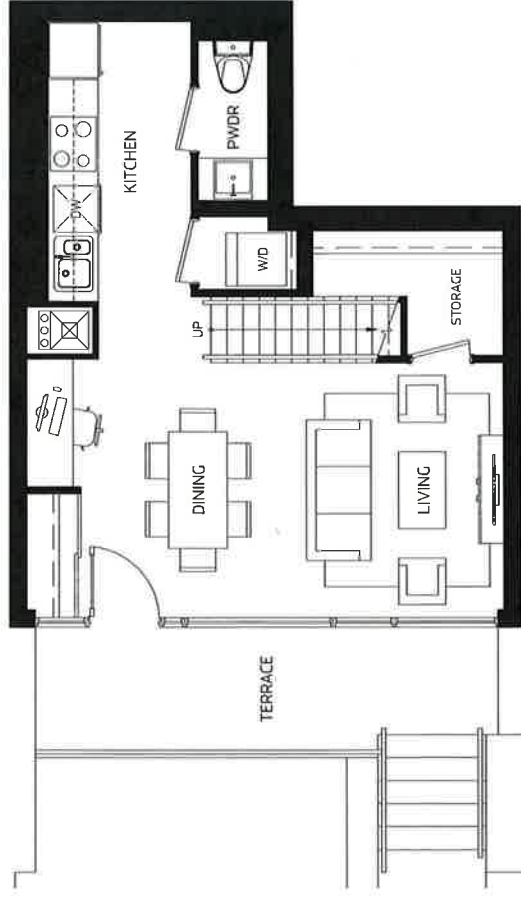 KITCHEN
PWDR
DW
W/D
UP
STORAGE
DINING
LIVING
TERRACE